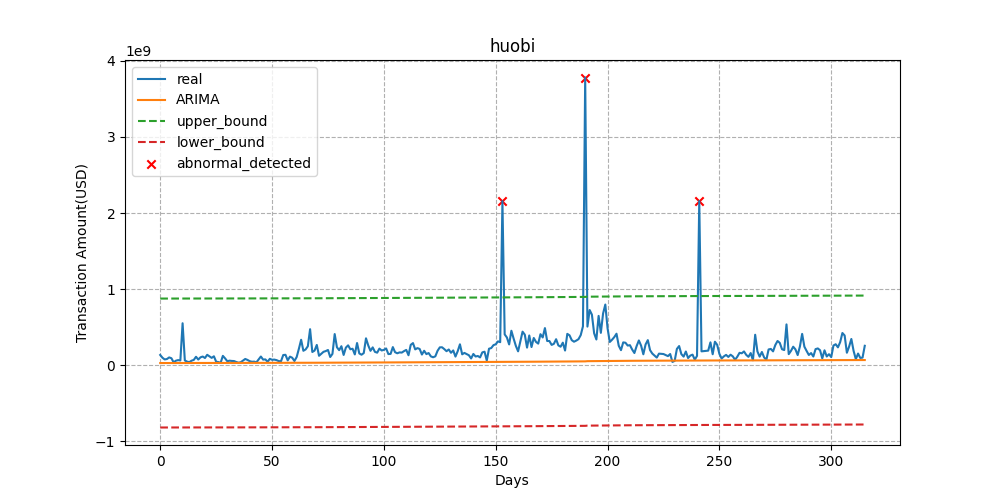 huobi
1e9
4
3
2
1
0
−1
Transaction Amount(USD)
real
ARIMA
upper_bound
lower_bound
abnormal_detected
0
50
100
150
200
250
300
Days